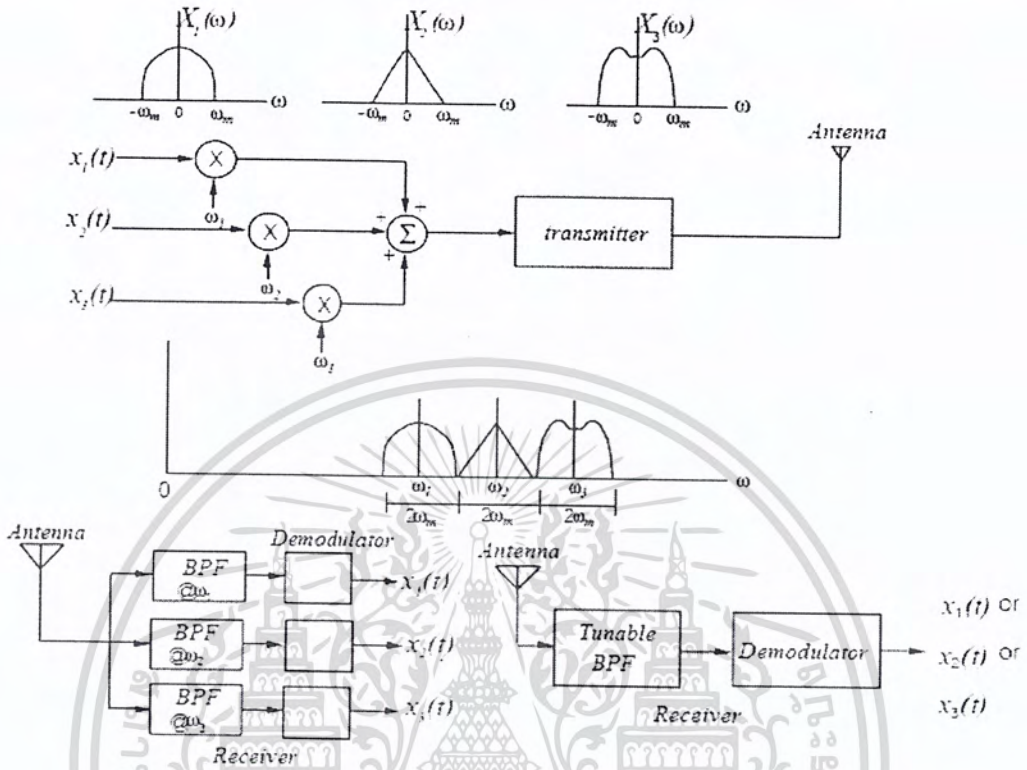 X₁(ω) X₂(ω) X₃(ω)
-ωₘ 0 ωₘ ω -ωₘ 0 ωₘ ω -ωₘ 0 ωₘ ω
Antenna
x₁(t) X
ω₁
x₂(t) X + + Σ + transmitter
ω₂
x₃(t) X
ω₃
0 ω₁ ω₂ ω₃ ω
2ωₘ 2ωₘ 2ωₘ
Antenna
Demodulator
BPF
@ω₁
x₁(t)
BPF
@ω₂
x₂(t)
BPF
@ω₃
x₃(t)
Receiver
Antenna
Tunable
BPF
Demodulator
Receiver
x₁(t) or
x₂(t) or
x₃(t)